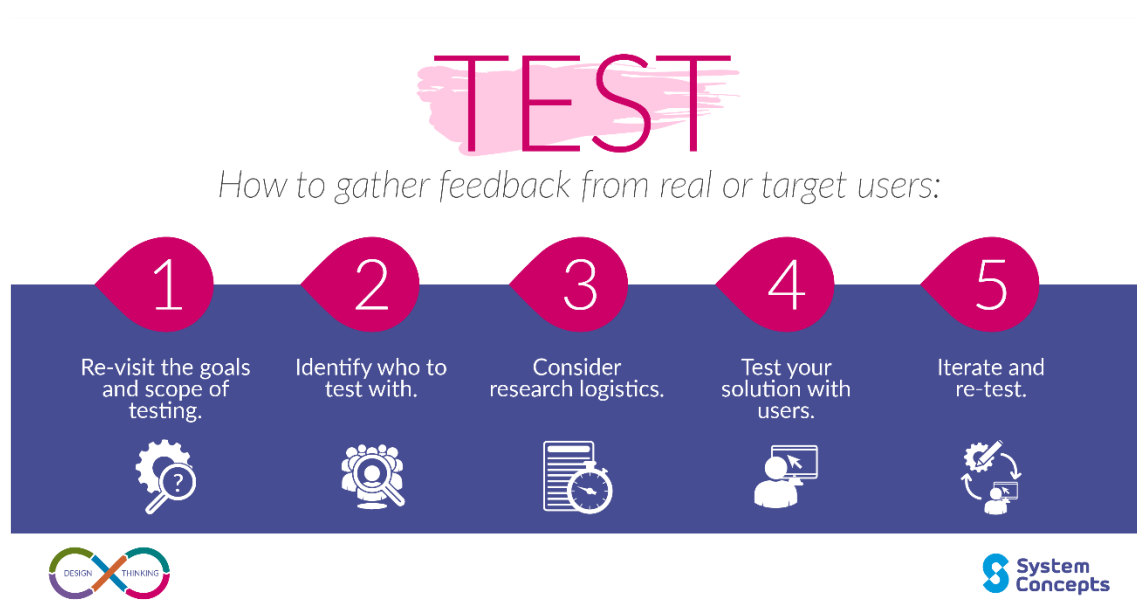 TEST
How to gather feedback from real or target users:
1
Re-visit the goals
and scope of
testing.
?
2
Identify who to
test with.
3
Consider
research logistics.
4
Test your
solution with
users.
5
Iterate and
re-test.
DESIGN THINKING
System
Concepts